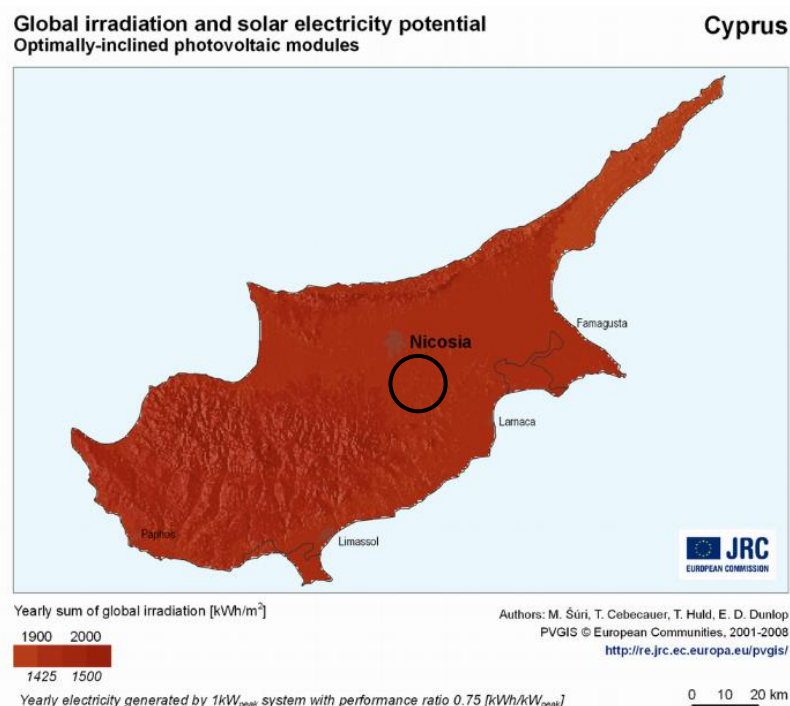 Global irradiation and solar electricity potential
Optimally-inclined photovoltaic modules
Cyprus
Nicosia
Famagusta
Larnaca
Paphos
Limassol
JRC
EUROPEAN COMMISSION
Yearly sum of global irradiation [kWh/m²]
1900 2000
1425 1500
Yearly electricity generated by 1kWpeak system with performance ratio 0.75 [kWh/kWpeak]
Authors: M. Šúri, T. Cebecauer, T. Huld, E. D. Dunlop
PVGIS © European Communities, 2001-2008
http://re.jrc.ec.europa.eu/pvgis/
0 10 20 km